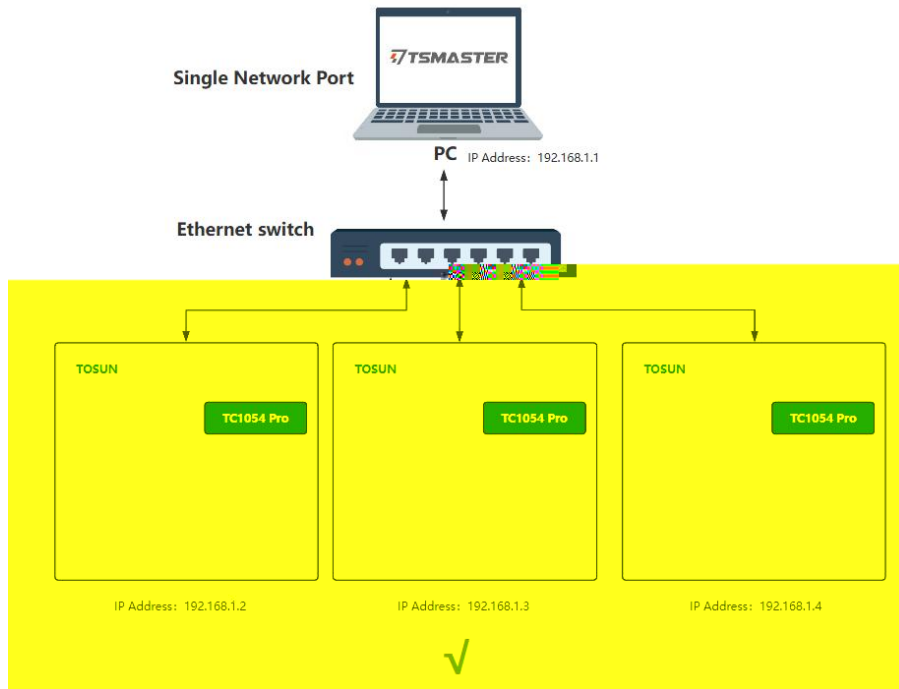 TSMASTER
Single Network Port
PC IP Address: 192.168.1.1
Ethernet switch
TOSUN TOSUN TOSUN
TC1054 Pro TC1054 Pro TC1054 Pro
IP Address: 192.168.1.2 IP Address: 192.168.1.3 IP Address: 192.168.1.4
√